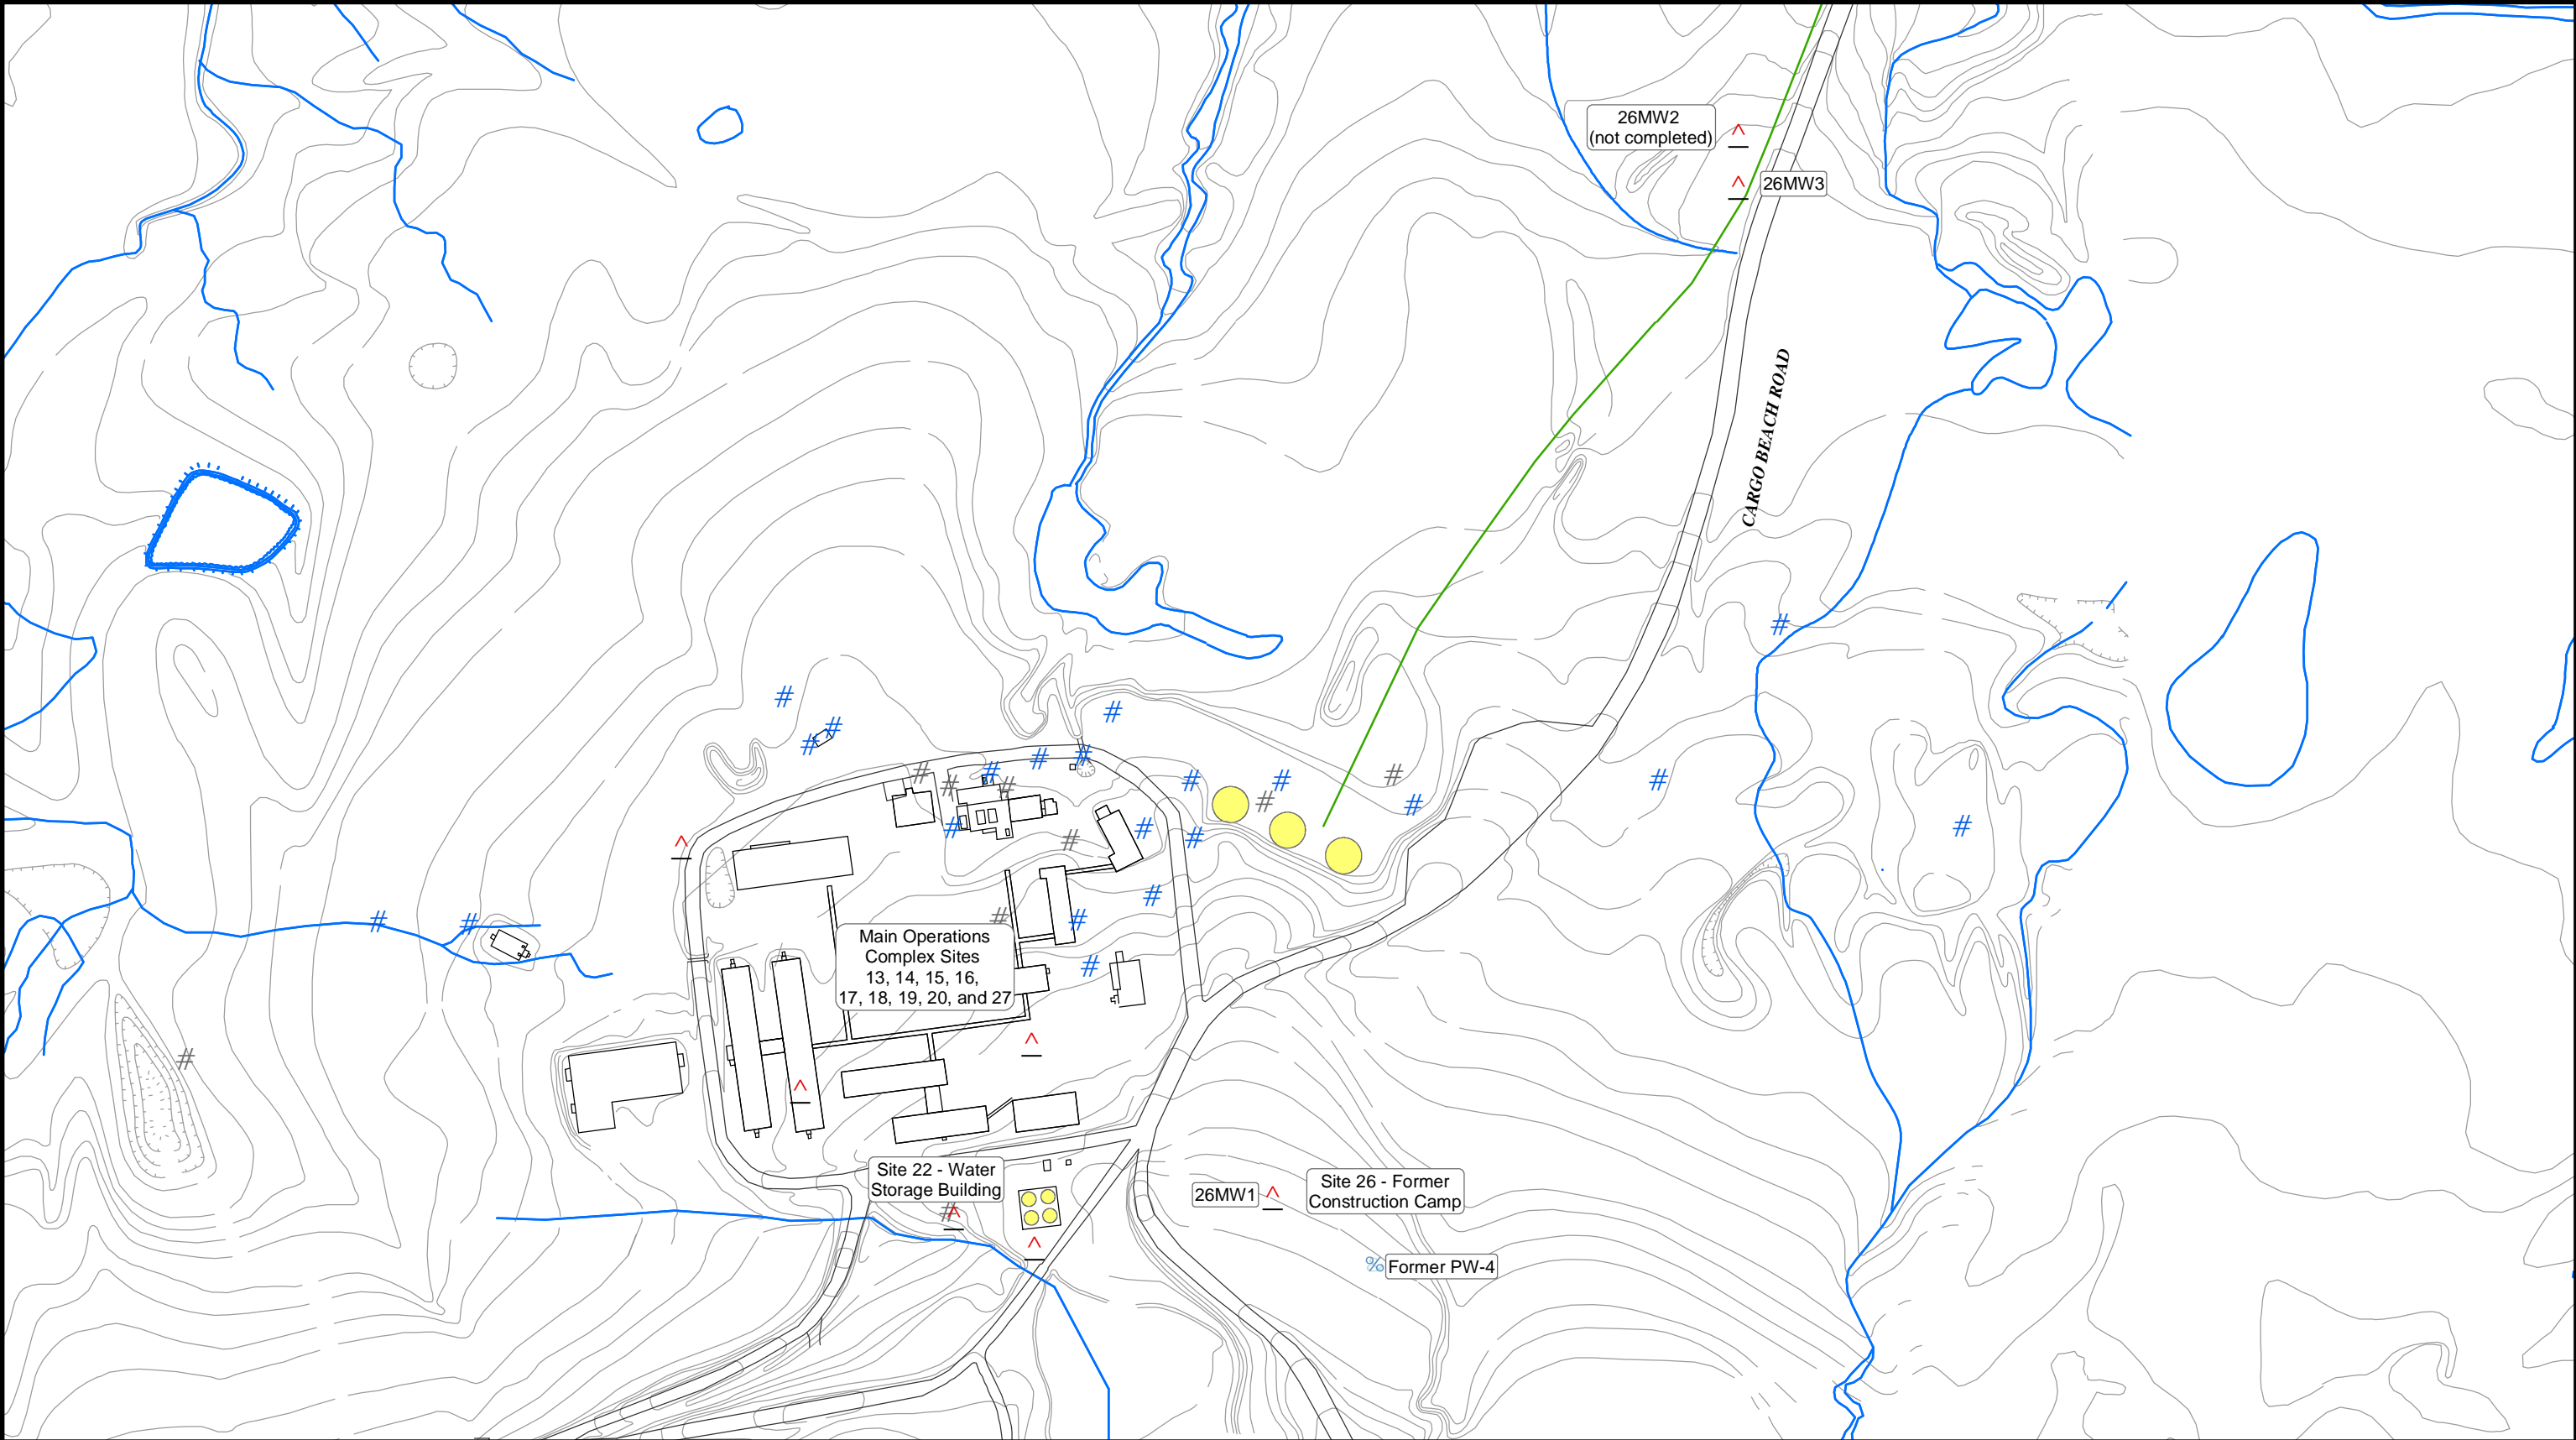 26MW2
(not completed)
26MW3
CARGO BEACH ROAD
Main Operations
Complex Sites
13, 14, 15, 16,
17, 18, 19, 20, and 27
Site 22 - Water
Storage Building
26MW1
Site 26 - Former
Construction Camp
% Former PW-4